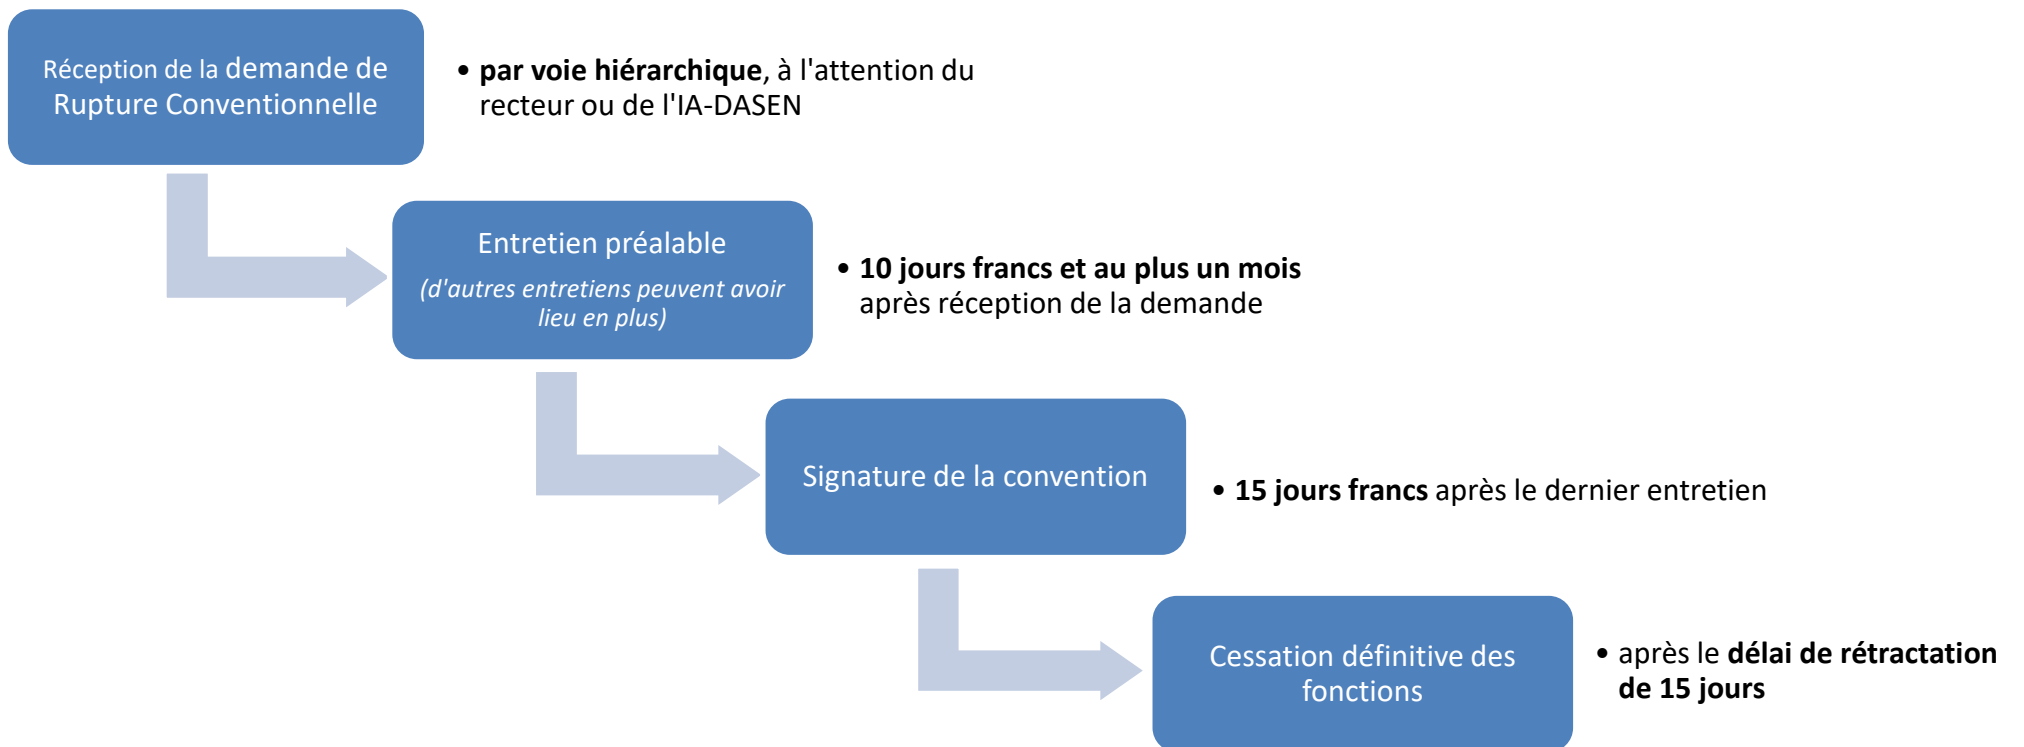 Réception de la demande de
Rupture Conventionnelle
• par voie hiérarchique, à l'attention du
recteur ou de l'IA-DASEN
Entretien préalable
(d'autres entretiens peuvent avoir
lieu en plus)
• 10 jours francs et au plus un mois
après réception de la demande
Signature de la convention
• 15 jours francs après le dernier entretien
Cessation définitive des
fonctions
• après le délai de rétractation
de 15 jours